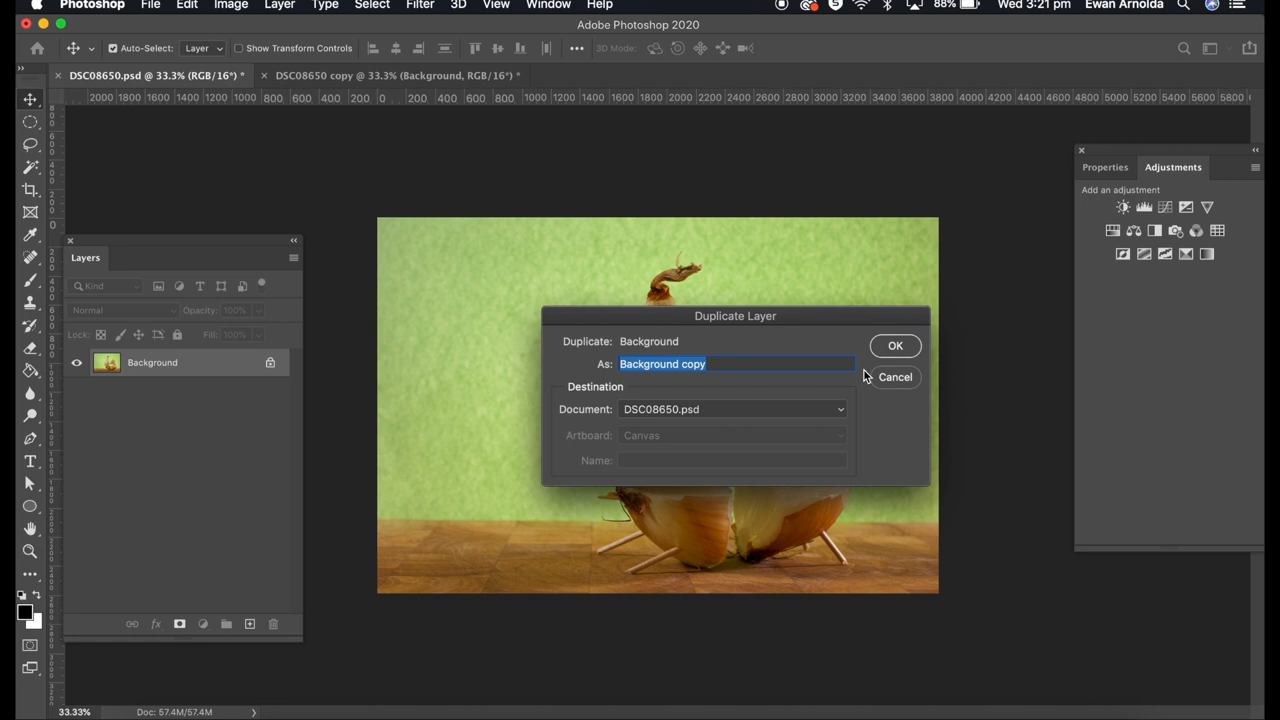 Photoshop File Edit Image Layer Type Select Filter 3D View Window Help 88% Wed 3:21 pm Ewan Arnolda
Adobe Photoshop 2020
Auto-Select: Layer Show Transform Controls 3D Mode:
DSC08650.psd @ 33.3% (RGB/16*) * DSC08650 copy @ 33.3% (Background, RGB/16*) *
2000 1800 1600 1400 1200 1000 800 600 400 200 0 200 400 600 800 1000 1200 1400 1600 1800 2000 2200 2400 2600 2800 3000 3200 3400 3600 3800 4000 4200 4400 4600 4800 5000 5200 5400 5600 5800
Properties Adjustments
Add an adjustment
Layers
Kind
Normal Opacity: 100%
Lock: Fill: 100%
Background
Duplicate Layer
Duplicate: Background
As: Background copy
Destination
Document: DSC08650.psd
Artboard: Canvas
Name:
OK
Cancel
33.33% Doc: 57.4M/57.4M